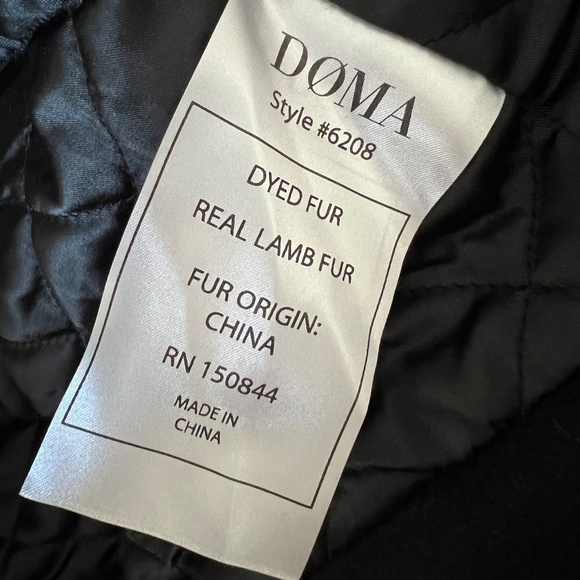 DØMA
Style #6208
DYED FUR
REAL LAMB FUR
FUR ORIGIN:
CHINA
RN 150844
MADE IN
CHINA